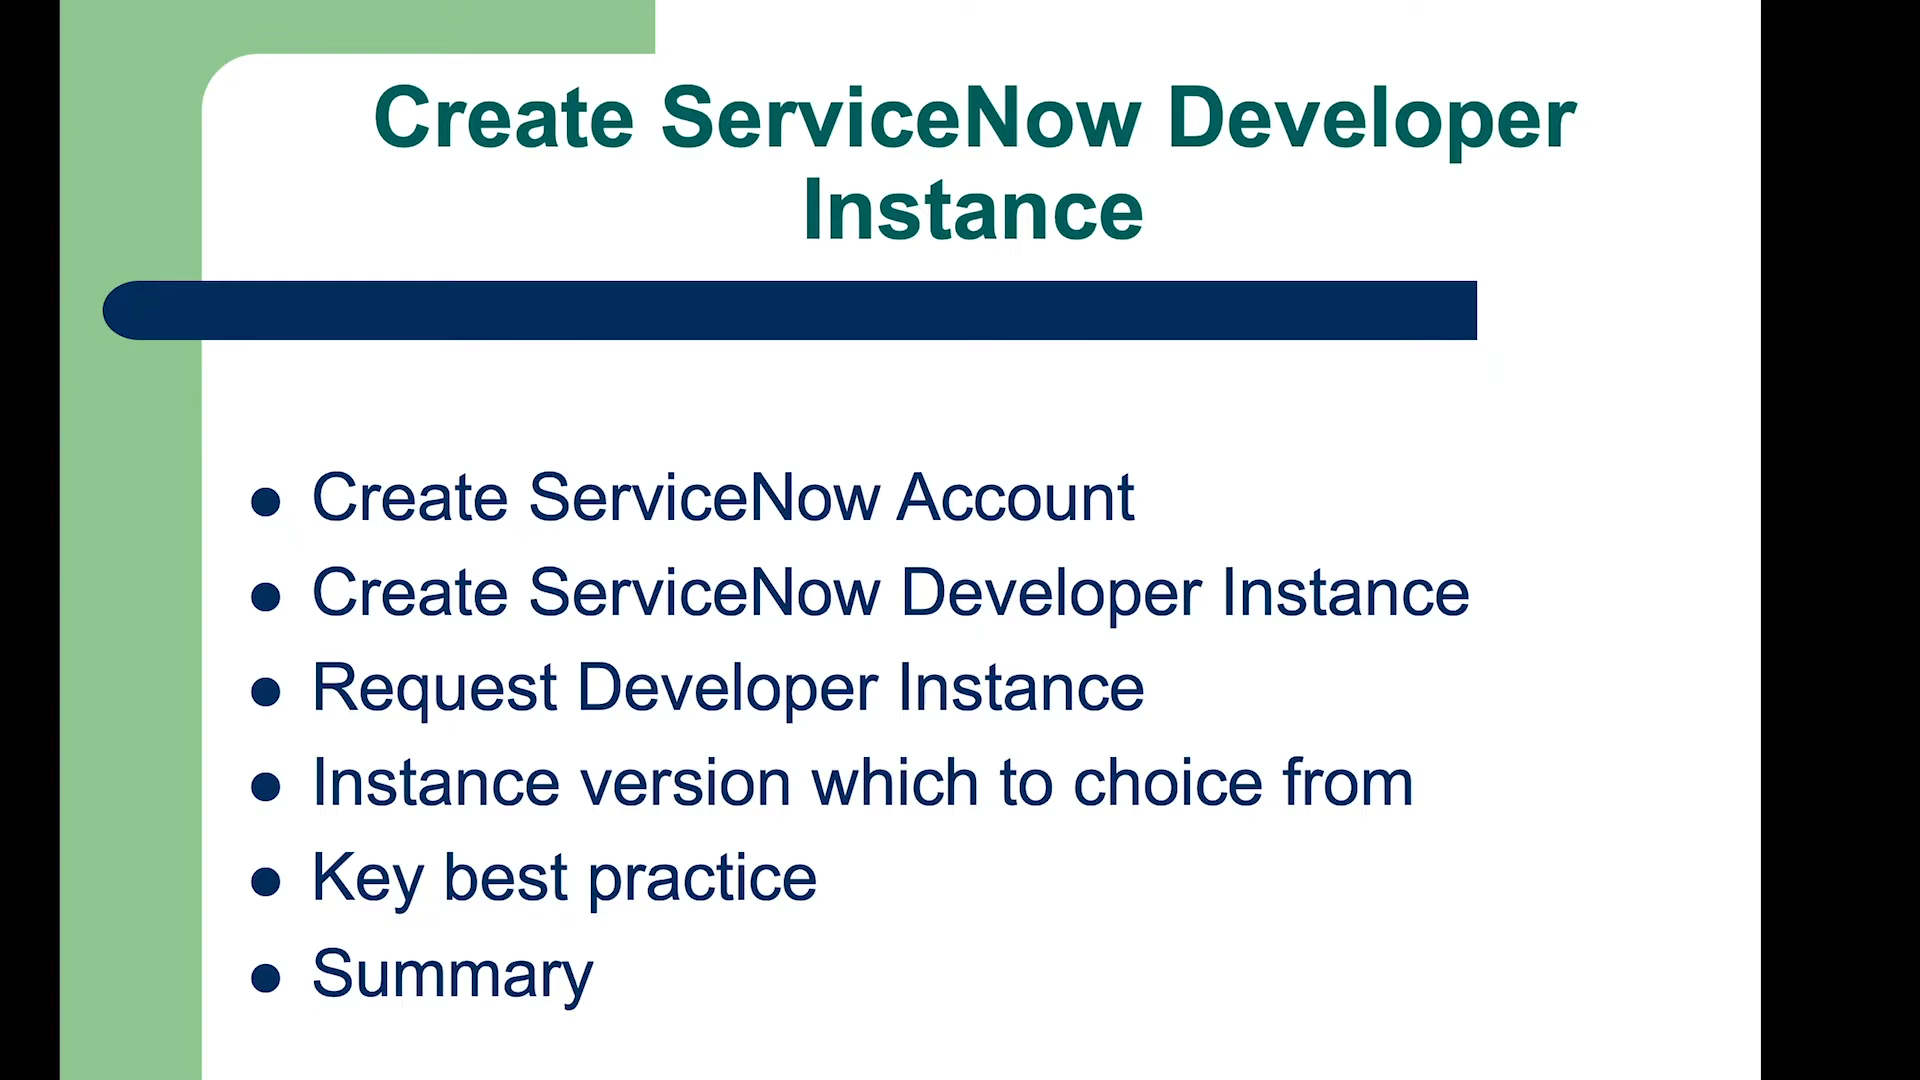 Create ServiceNow Developer
Instance
● Create ServiceNow Account
● Create ServiceNow Developer Instance
● Request Developer Instance
● Instance version which to choice from
● Key best practice
● Summary